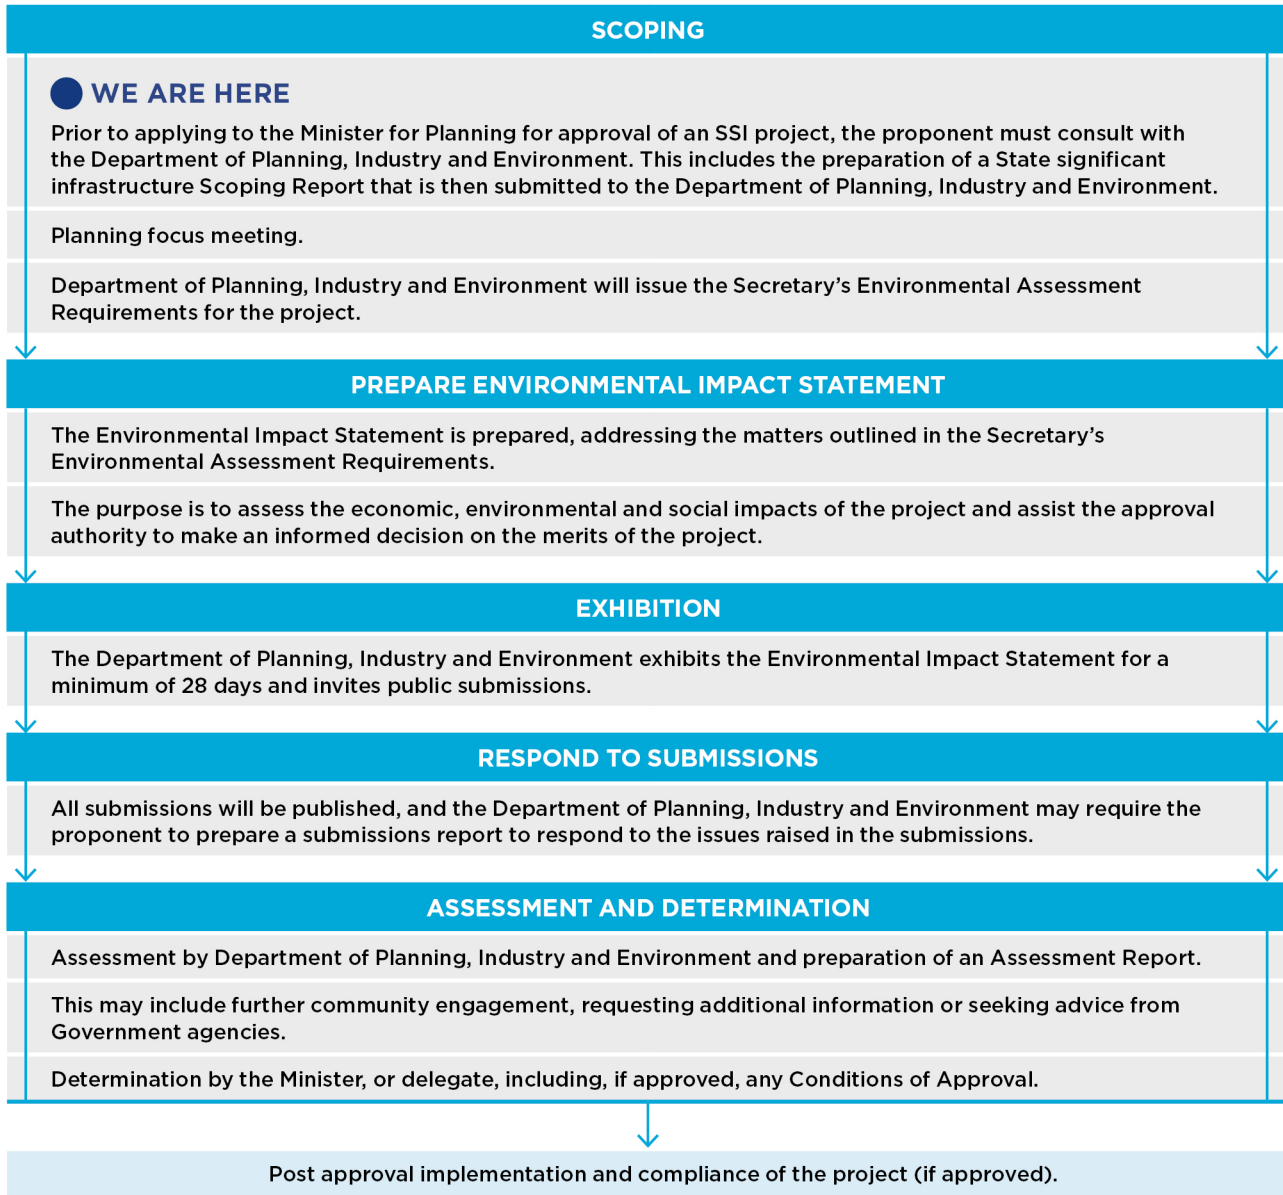 SCOPING
WE ARE HERE
Prior to applying to the Minister for Planning for approval of an SSI project, the proponent must consult with
the Department of Planning, Industry and Environment. This includes the preparation of a State significant
infrastructure Scoping Report that is then submitted to the Department of Planning, Industry and Environment.
Planning focus meeting.
Department of Planning, Industry and Environment will issue the Secretary’s Environmental Assessment
Requirements for the project.
PREPARE ENVIRONMENTAL IMPACT STATEMENT
The Environmental Impact Statement is prepared, addressing the matters outlined in the Secretary’s
Environmental Assessment Requirements.
The purpose is to assess the economic, environmental and social impacts of the project and assist the approval
authority to make an informed decision on the merits of the project.
EXHIBITION
The Department of Planning, Industry and Environment exhibits the Environmental Impact Statement for a
minimum of 28 days and invites public submissions.
RESPOND TO SUBMISSIONS
All submissions will be published, and the Department of Planning, Industry and Environment may require the
proponent to prepare a submissions report to respond to the issues raised in the submissions.
ASSESSMENT AND DETERMINATION
Assessment by Department of Planning, Industry and Environment and preparation of an Assessment Report.
This may include further community engagement, requesting additional information or seeking advice from
Government agencies.
Determination by the Minister, or delegate, including, if approved, any Conditions of Approval.
Post approval implementation and compliance of the project (if approved).